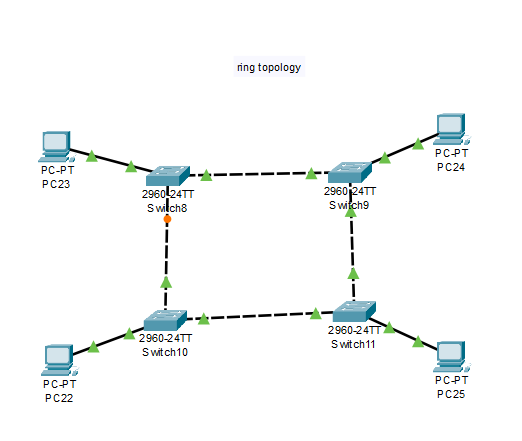 ring topology
PC-PT
PC23
PC-PT
PC24
2960-24TT
Switch8
2960-24TT
Switch9
2960-24TT
Switch10
2960-24TT
Switch11
PC-PT
PC22
PC-PT
PC25